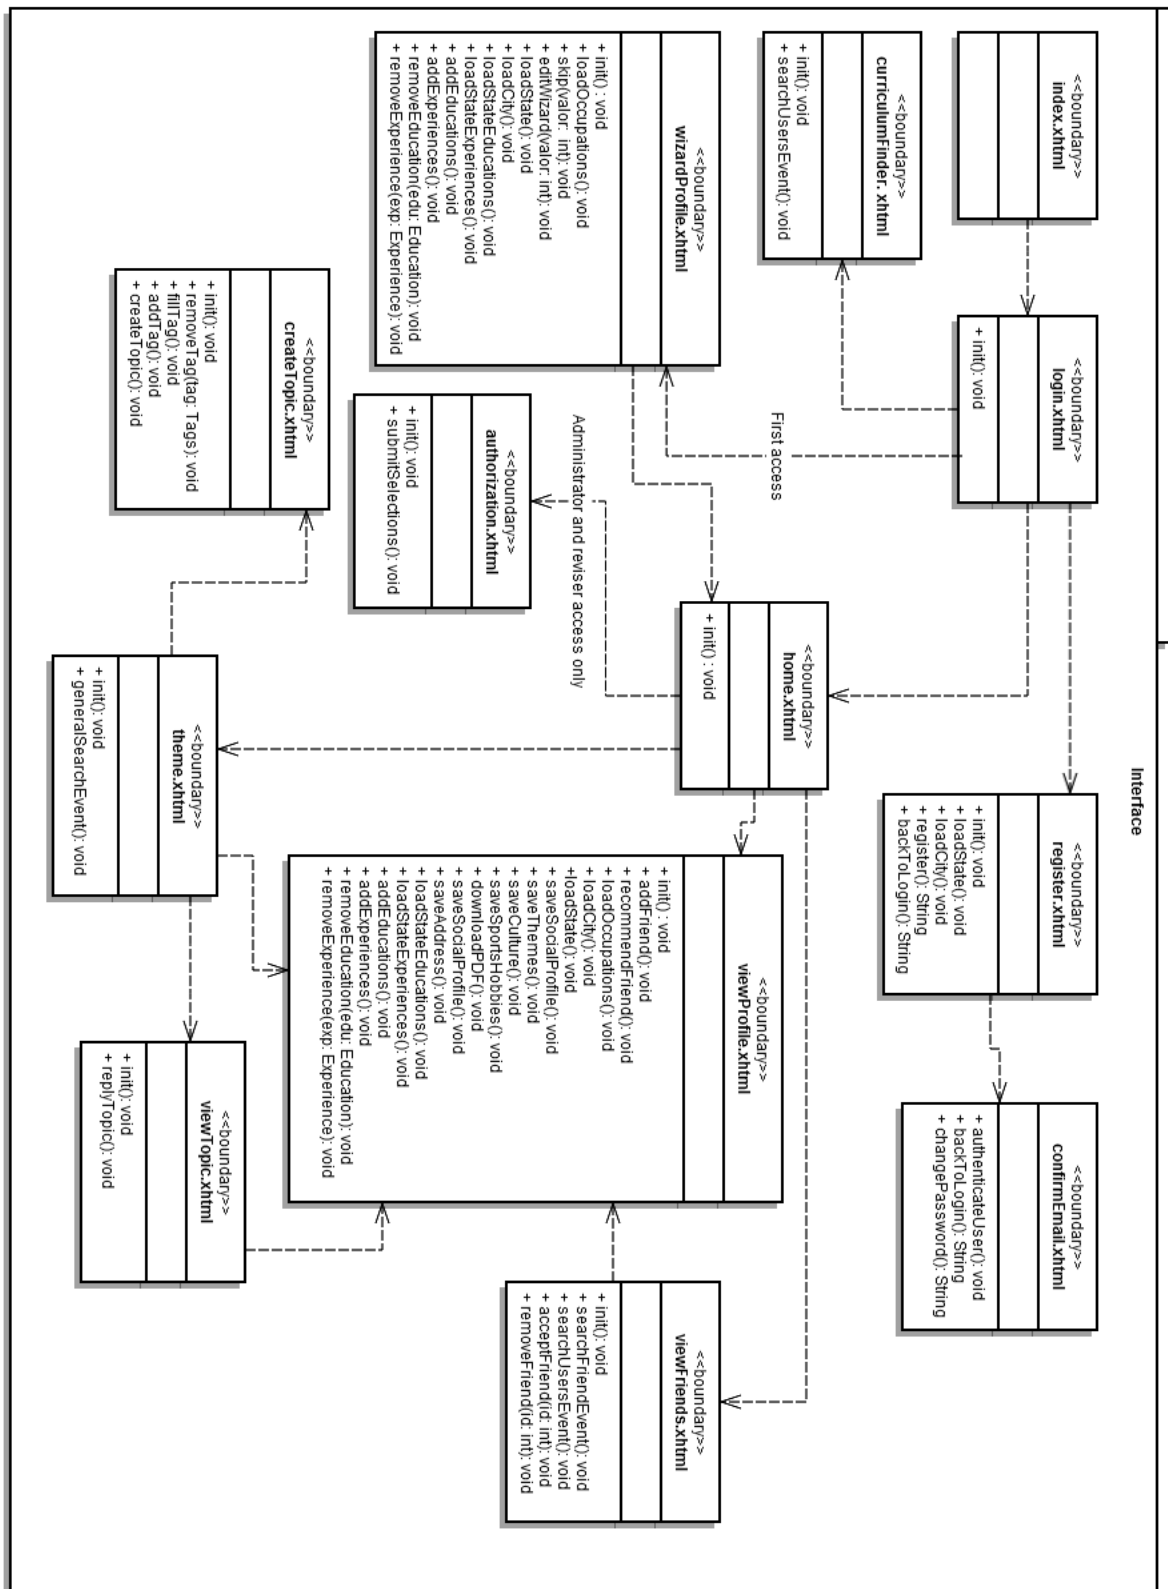 Interface
<<boundary>>
index.xhtml
<<boundary>>
login.xhtml
+ init(): void
<<boundary>>
register.xhtml
+ init(): void
+ loadState(): void
+ loadCity(): void
+ register(): String
+ backToLogin(): String
<<boundary>>
confirmEmail.xhtml
+ authenticateUser(): void
+ backToLogin(): String
+ changePassword(): String
<<boundary>>
curriculumFinder. xhtml
+ init(): void
+ searchUsersEvent(): void
First access
<<boundary>>
home.xhtml
+ init() : void
<<boundary>>
wizardProfile.xhtml
+ init() : void
+ loadOccupations(): void
+ skip(valor: int): void
+ editWizard(valor: int): void
+ loadState(): void
+ loadCity(): void
+ loadStateEducations(): void
+ loadStateExperiences(): void
+ addEducations(): void
+ addExperiences(): void
+ removeEducation(edu: Education): void
+ removeExperience(exp: Experience): void
Administrator and reviser access only
<<boundary>>
authorization.xhtml
+ init(): void
+ submitSelections(): void
<<boundary>>
viewProfile.xhtml
+ init() : void
+ addFriend(): void
+ recommendFriend(): void
+ loadOccupations(): void
+ loadCity(): void
+loadState(): void
+ saveSocialProfile(): void
+ saveThemes(): void
+ saveCulture(): void
+ saveSportsHobbies(): void
+ downloadPDF(): void
+ saveSocialProfile(): void
+ saveAddress(): void
+ loadStateEducations(): void
+ loadStateExperiences(): void
+ addEducations(): void
+ addExperiences(): void
+ removeEducation(edu: Education): void
+ removeExperience(exp: Experience): void
<<boundary>>
viewFriends.xhtml
+ init(): void
+ searchFriendEvent(): void
+ searchUsersEvent(): void
+ acceptFriend(id: int): void
+ removeFriend(id: int): void
<<boundary>>
createTopic.xhtml
+ init(): void
+ removeTag(tag: Tags): void
+ fillTag(): void
+ addTag(): void
+ createTopic(): void
<<boundary>>
theme.xhtml
+ init(): void
+ generalSearchEvent(): void
<<boundary>>
viewTopic.xhtml
+ init(): void
+ replyTopic(): void